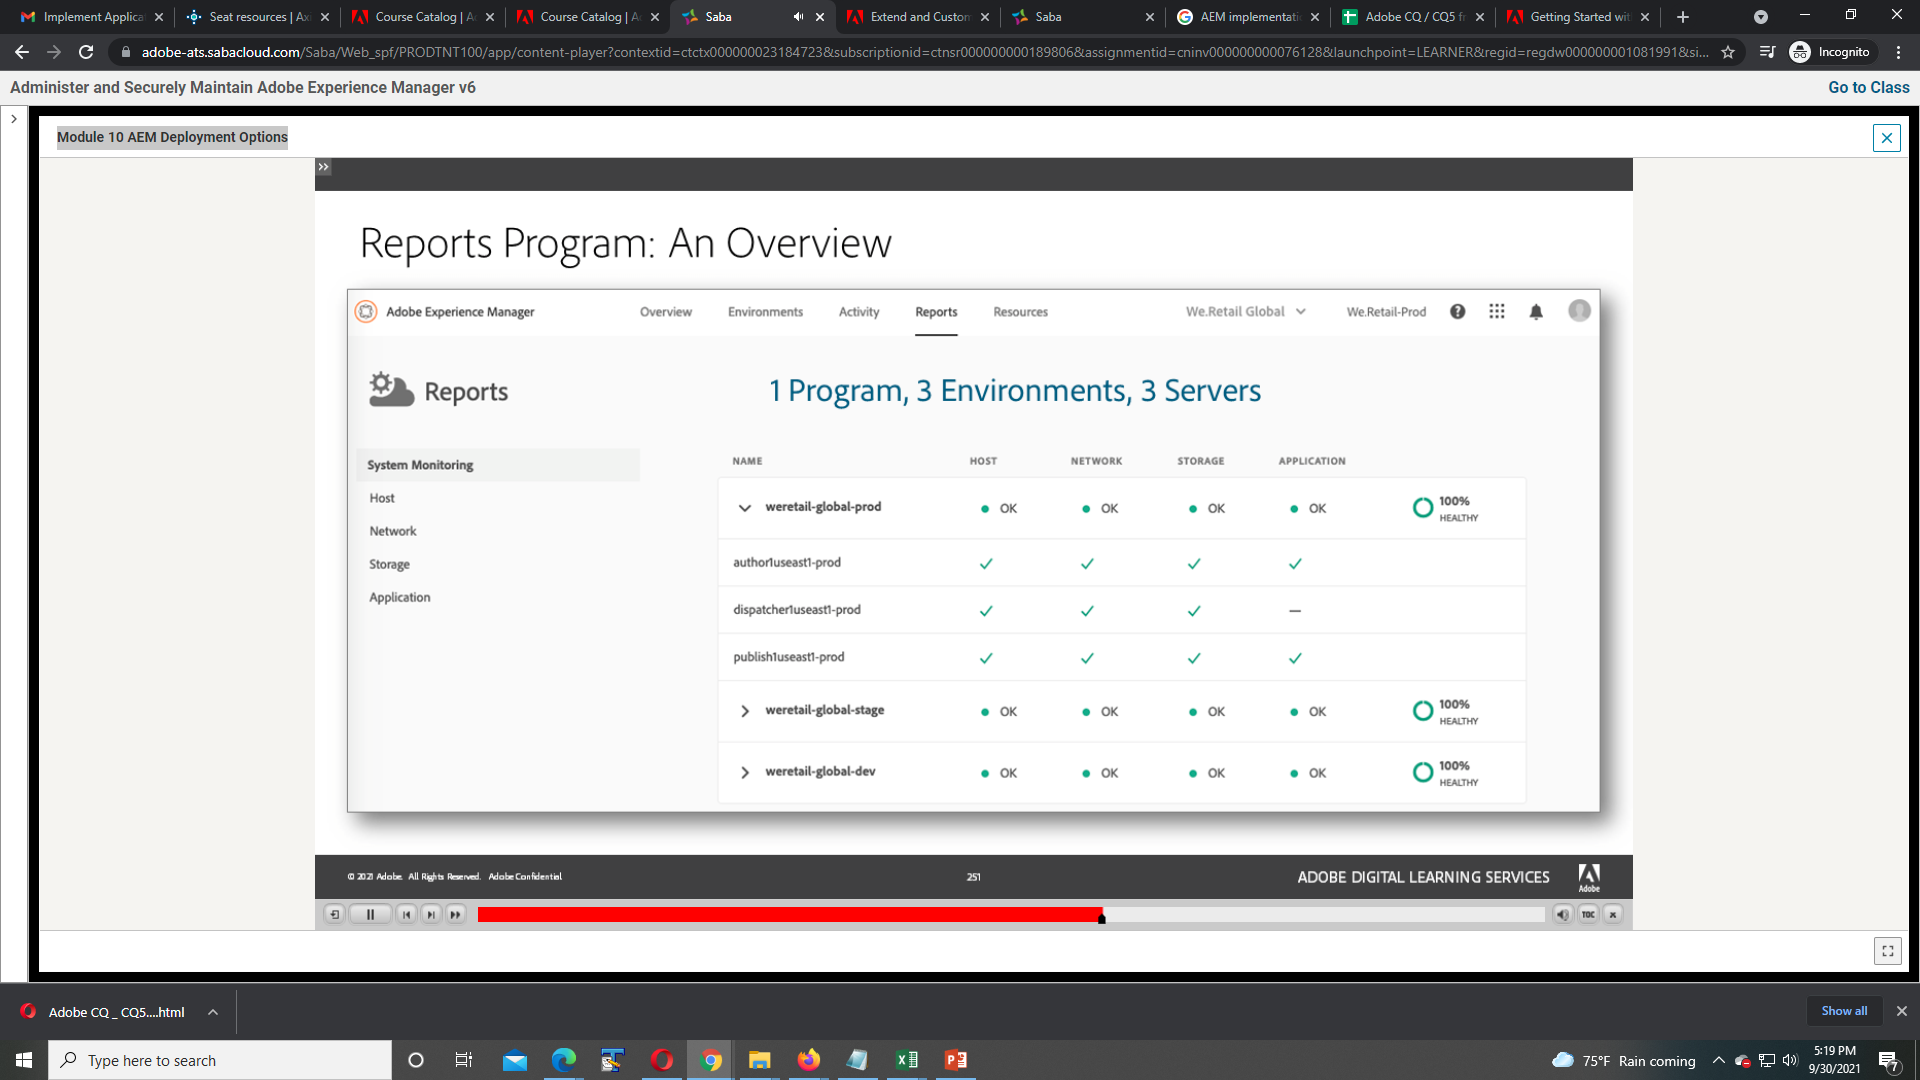 Implement Applica
Seat resources | Ax
Course Catalog | A
Course Catalog | A
Saba
Extend and Custom
Saba
AEM implementati
Adobe CQ / CQ5 fr
Getting Started wit
adobe-ats.sabacloud.com/Saba/Web_spf/PRODTNT100/app/content-player?contextid=ctctx000000023184723&subscriptionid=ctnsr000000000189806&assignmentid=cninv000000000076128&launchpoint=LEARNER&regid=regdw000000001081991&si...
Incognito
Administer and Securely Maintain Adobe Experience Manager v6
Go to Class
Module 10 AEM Deployment Options
Reports Program: An Overview
Adobe Experience Manager
Overview
Environments
Activity
Reports
Resources
We.Retail Global
We.Retail-Prod
Reports
1 Program, 3 Environments, 3 Servers
System Monitoring
Host
Network
Storage
Application
NAME HOST NETWORK STORAGE APPLICATION
weretail-global-prod OK OK OK OK 100% HEALTHY
author1useast1-prod
dispatcher1useast1-prod
publish1useast1-prod
weretail-global-stage OK OK OK OK 100% HEALTHY
weretail-global-dev OK OK OK OK 100% HEALTHY
© 2021 Adobe. All Rights Reserved. Adobe Confidential
251
ADOBE DIGITAL LEARNING SERVICES
Adobe
TOC
Adobe CQ _ CQ5....html
Show all
Type here to search
75°F Rain coming
5:19 PM
9/30/2021
7